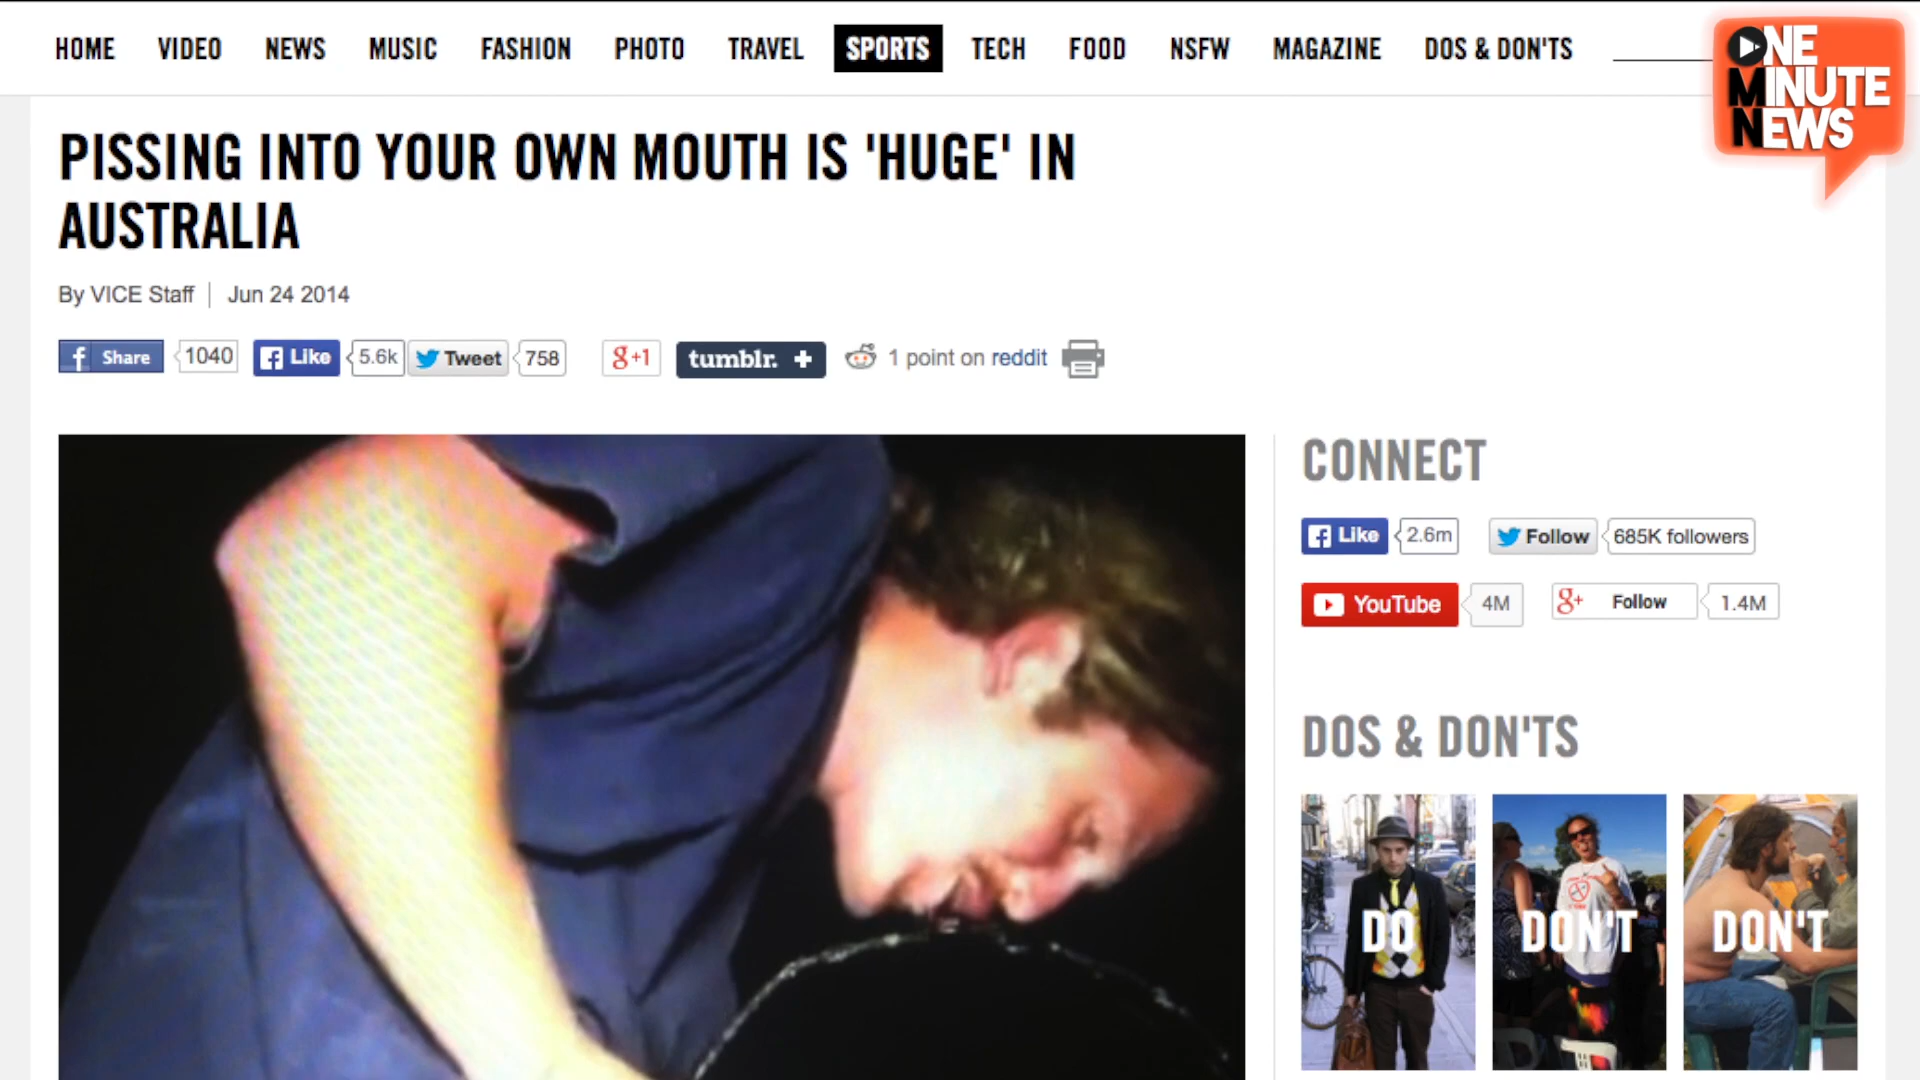 HOME VIDEO NEWS MUSIC FASHION PHOTO TRAVEL SPORTS TECH FOOD NSFW MAGAZINE DOS & DON'TS
ONE
MINUTE
NEWS
PISSING INTO YOUR OWN MOUTH IS 'HUGE' IN
AUSTRALIA
By VICE Staff | Jun 24 2014
f Share 1040 f Like 5.6k Tweet 758 g+1 tumblr. + 1 point on reddit
CONNECT
f Like 2.6m Follow 685K followers
YouTube 4M g+ Follow 1.4M
DOS & DON'TS
DO DON'T DON'T